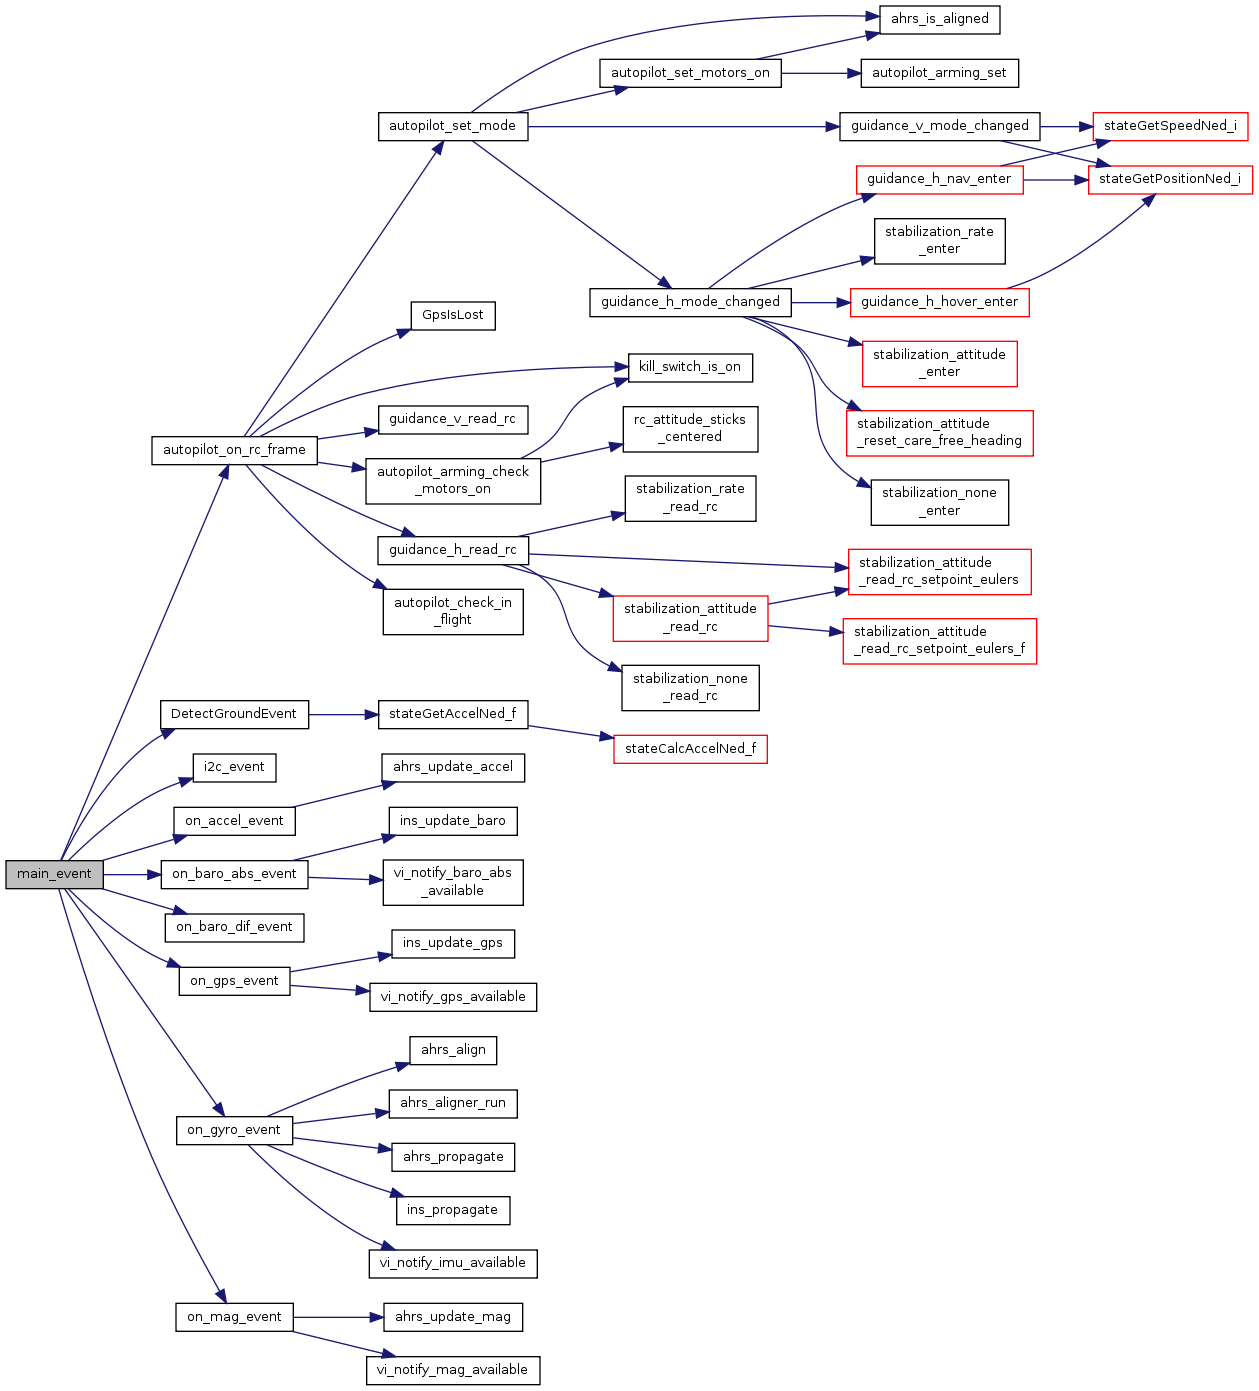 ahrs_is_aligned
autopilot_set_motors_on
autopilot_arming_set
autopilot_set_mode
guidance_v_mode_changed
stateGetSpeedNed_i
guidance_h_nav_enter
stateGetPositionNed_i
stabilization_rate
_enter
guidance_h_mode_changed
guidance_h_hover_enter
GpsIsLost
stabilization_attitude
_enter
kill_switch_is_on
guidance_v_read_rc
rc_attitude_sticks
_centered
stabilization_attitude
_reset_care_free_heading
autopilot_on_rc_frame
autopilot_arming_check
_motors_on
stabilization_rate
_read_rc
stabilization_none
_enter
guidance_h_read_rc
stabilization_attitude
_read_rc_setpoint_eulers
autopilot_check_in
_flight
stabilization_attitude
_read_rc
stabilization_attitude
_read_rc_setpoint_eulers_f
stabilization_none
_read_rc
DetectGroundEvent
stateGetAccelNed_f
stateCalcAccelNed_f
i2c_event
ahrs_update_accel
on_accel_event
ins_update_baro
main_event
on_baro_abs_event
vi_notify_baro_abs
_available
on_baro_dif_event
ins_update_gps
on_gps_event
vi_notify_gps_available
ahrs_align
ahrs_aligner_run
on_gyro_event
ahrs_propagate
ins_propagate
vi_notify_imu_available
on_mag_event
ahrs_update_mag
vi_notify_mag_available